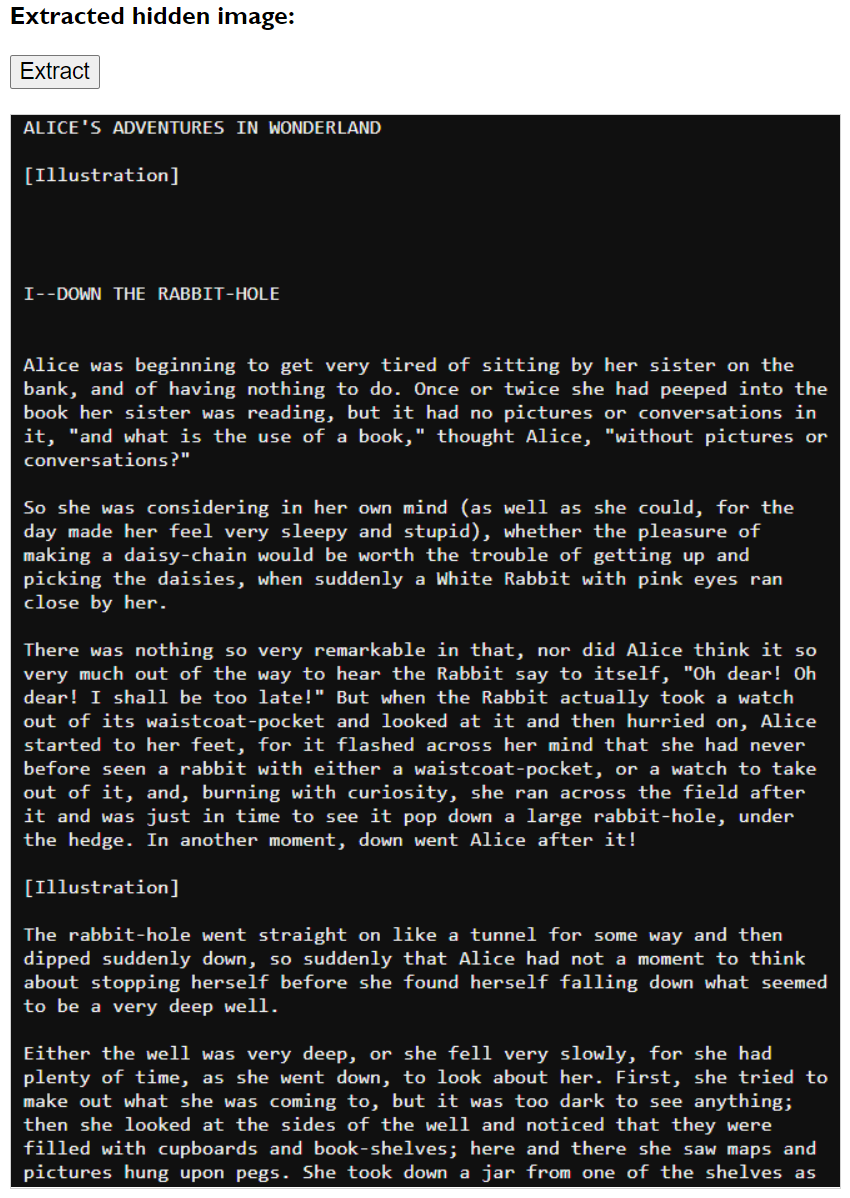 Extracted hidden image:
Extract
ALICE'S ADVENTURES IN WONDERLAND
[Illustration]
I--DOWN THE RABBIT-HOLE
Alice was beginning to get very tired of sitting by her sister on the
bank, and of having nothing to do. Once or twice she had peeped into the
book her sister was reading, but it had no pictures or conversations in
it, "and what is the use of a book," thought Alice, "without pictures or
conversations?"
So she was considering in her own mind (as well as she could, for the
day made her feel very sleepy and stupid), whether the pleasure of
making a daisy-chain would be worth the trouble of getting up and
picking the daisies, when suddenly a White Rabbit with pink eyes ran
close by her.
There was nothing so very remarkable in that, nor did Alice think it so
very much out of the way to hear the Rabbit say to itself, "Oh dear! Oh
dear! I shall be too late!" But when the Rabbit actually took a watch
out of its waistcoat-pocket and looked at it and then hurried on, Alice
started to her feet, for it flashed across her mind that she had never
before seen a rabbit with either a waistcoat-pocket, or a watch to take
out of it, and, burning with curiosity, she ran across the field after
it and was just in time to see it pop down a large rabbit-hole, under
the hedge. In another moment, down went Alice after it!
[Illustration]
The rabbit-hole went straight on like a tunnel for some way and then
dipped suddenly down, so suddenly that Alice had not a moment to think
about stopping herself before she found herself falling down what seemed
to be a very deep well.
Either the well was very deep, or she fell very slowly, for she had
plenty of time, as she went down, to look about her. First, she tried to
make out what she was coming to, but it was too dark to see anything;
then she looked at the sides of the well and noticed that they were
filled with cupboards and book-shelves; here and there she saw maps and
pictures hung upon pegs. She took down a jar from one of the shelves as